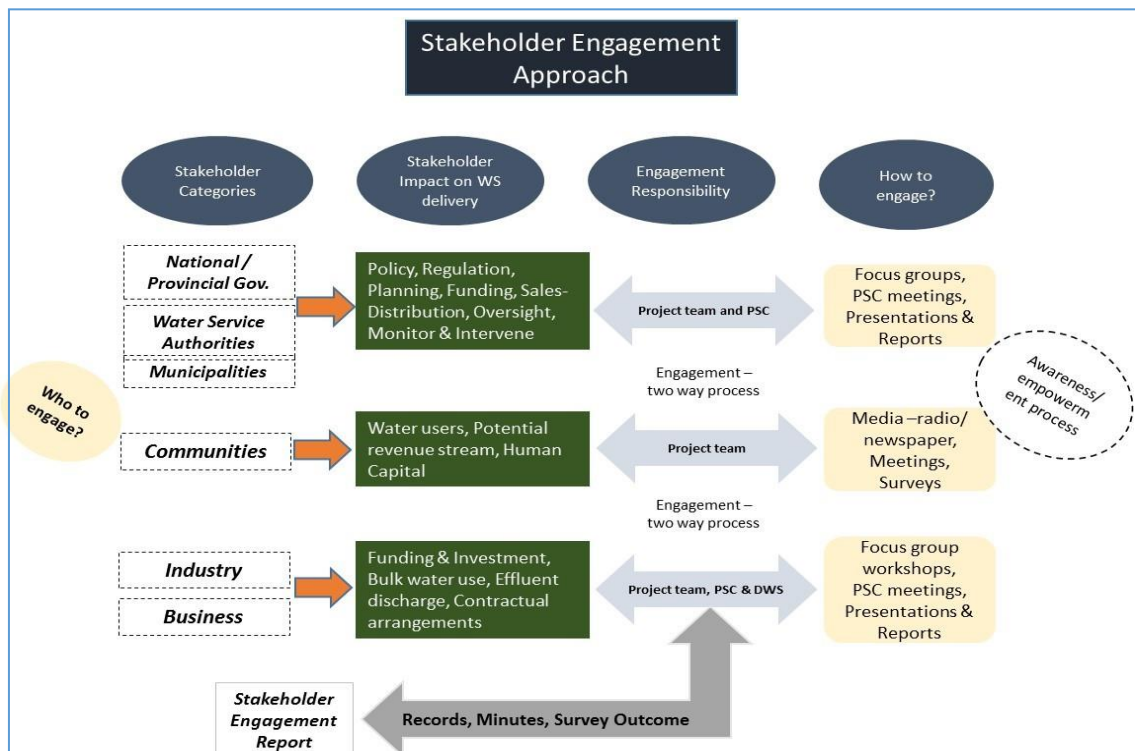 Stakeholder Engagement
Approach
Stakeholder
Categories
Stakeholder
Impact on WS
delivery
Engagement
Responsibility
How to
engage?
Who to
engage?
National /
Provincial Gov.
Water Service
Authorities
Municipalities
Policy, Regulation,
Planning, Funding, Sales-
Distribution, Oversight,
Monitor & Intervene
Project team and PSC
Focus groups,
PSC meetings,
Presentations &
Reports
Engagement –
two way process
Awareness/
empowerm
ent process
Communities
Water users, Potential
revenue stream, Human
Capital
Project team
Media –radio/
newspaper,
Meetings,
Surveys
Engagement –
two way process
Industry
Business
Funding & Investment,
Bulk water use, Effluent
discharge, Contractual
arrangements
Project team, PSC & DWS
Focus group
workshops,
PSC meetings,
Presentations &
Reports
Stakeholder
Engagement
Report
Records, Minutes, Survey Outcome